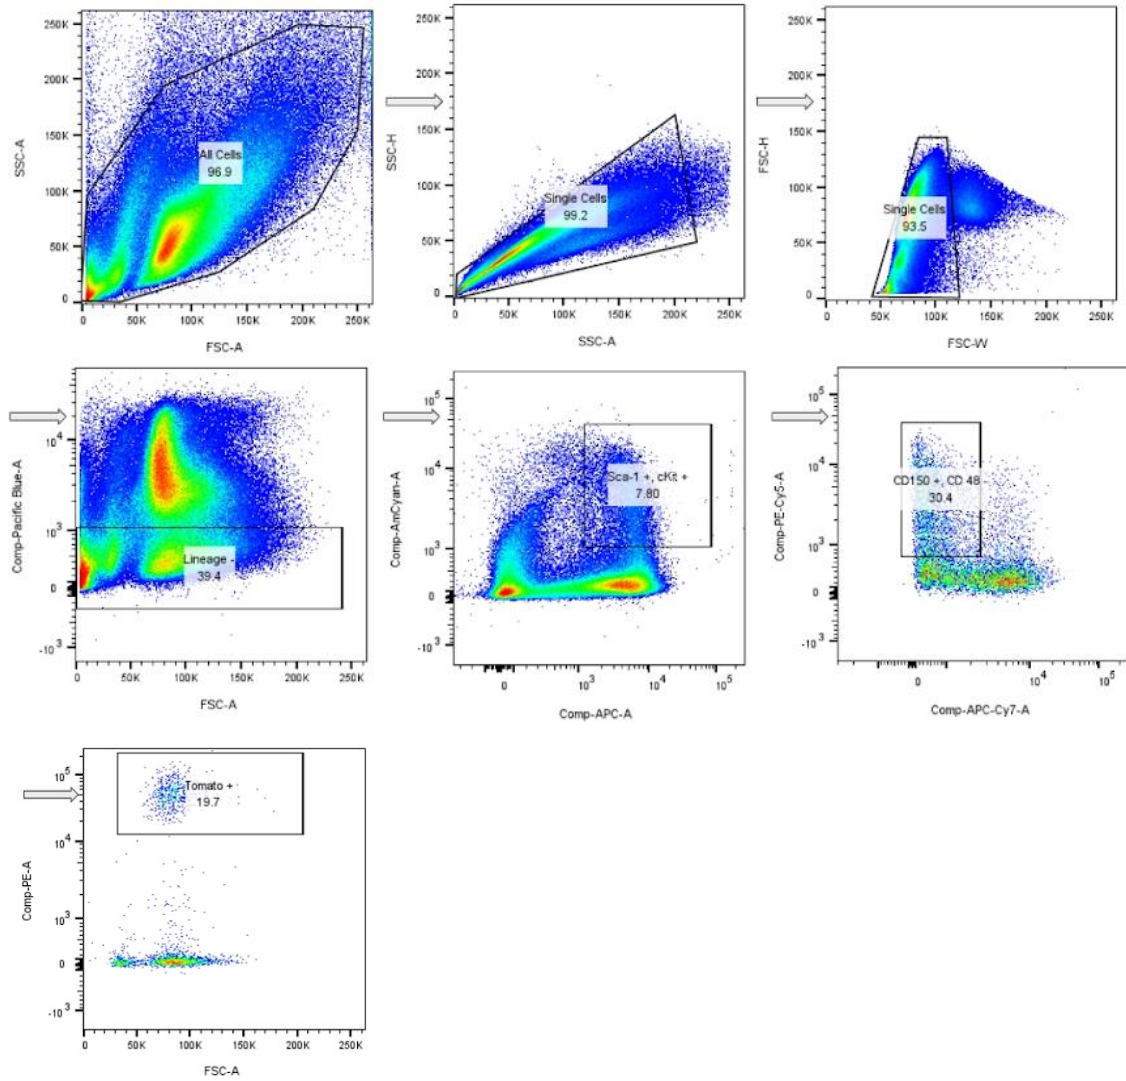 250K
200K
150K
100K
50K
0
SSC-A
All Cells
96.9
0 50K 100K 150K 200K 250K
FSC-A
250K
200K
150K
100K
50K
0
SSC-H
Single Cells
99.2
0 50K 100K 150K 200K 250K
SSC-A
250K
200K
150K
100K
50K
0
FSC-H
Single Cells
93.5
0 50K 100K 150K 200K 250K
FSC-W
10^4
10^3
0
-10^3
Comp-Pacific Blue-A
Lineage -
39.4
0 50K 100K 150K 200K 250K
FSC-A
10^5
10^4
10^3
0
-10^3
Comp-AmCyan-A
Sca-1 +, cKit +
7.80
0 10^3 10^4 10^5
Comp-APC-A
10^5
10^4
10^3
0
-10^3
Comp-PE-Cy5-A
CD150 +, CD 48 -
30.4
0 10^4 10^5
Comp-APC-Cy7-A
10^5
10^4
10^3
0
-10^3
Comp-PE-A
Tomato +
19.7
0 50K 100K 150K 200K 250K
FSC-A